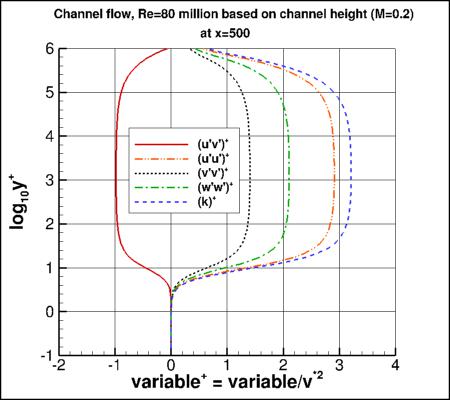 Channel flow, Re=80 million based on channel height (M=0.2)
at x=500
log₁₀y⁺
6
5
4
3
2
1
0
-1
(u'v')⁺
(u'u')⁺
(v'v')⁺
(w'w')⁺
(k)⁺
-2 -1 0 1 2 3 4
variable⁺ = variable/v*²